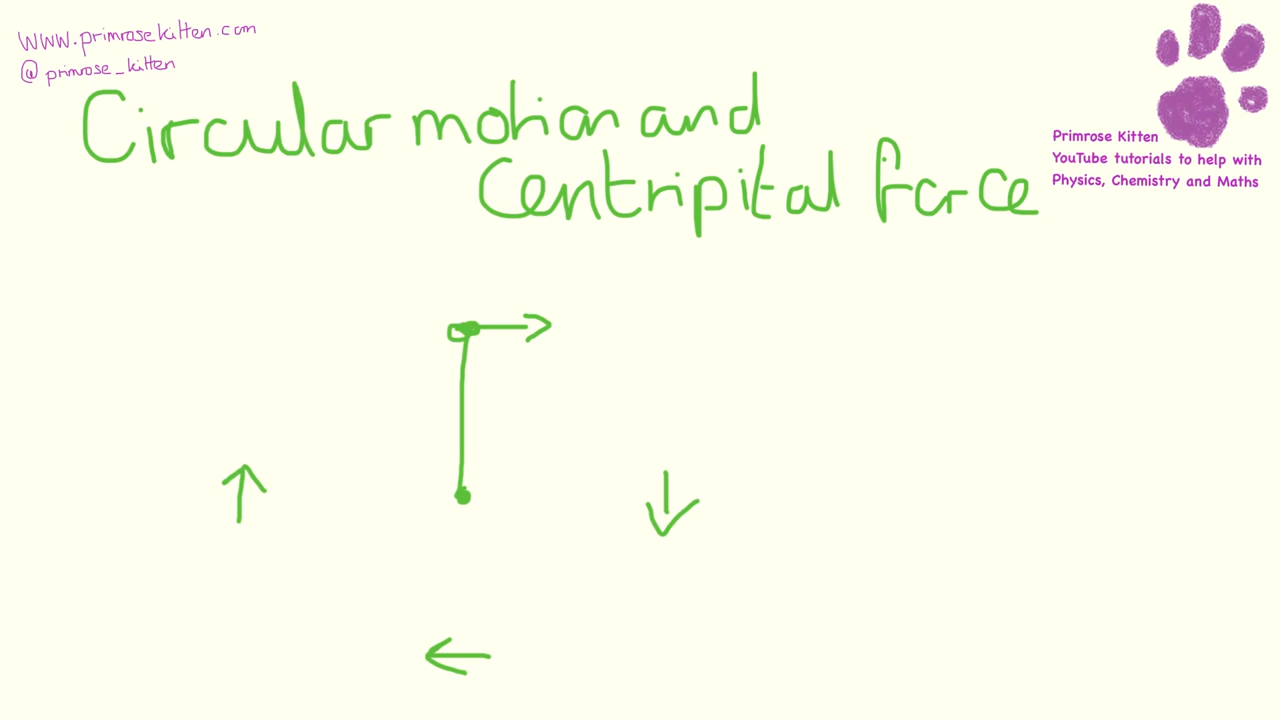 www.primrosekitten.com
@primrose_kitten
Circular motion and
Centripital force
Primrose Kitten
YouTube tutorials to help with
Physics, Chemistry and Maths